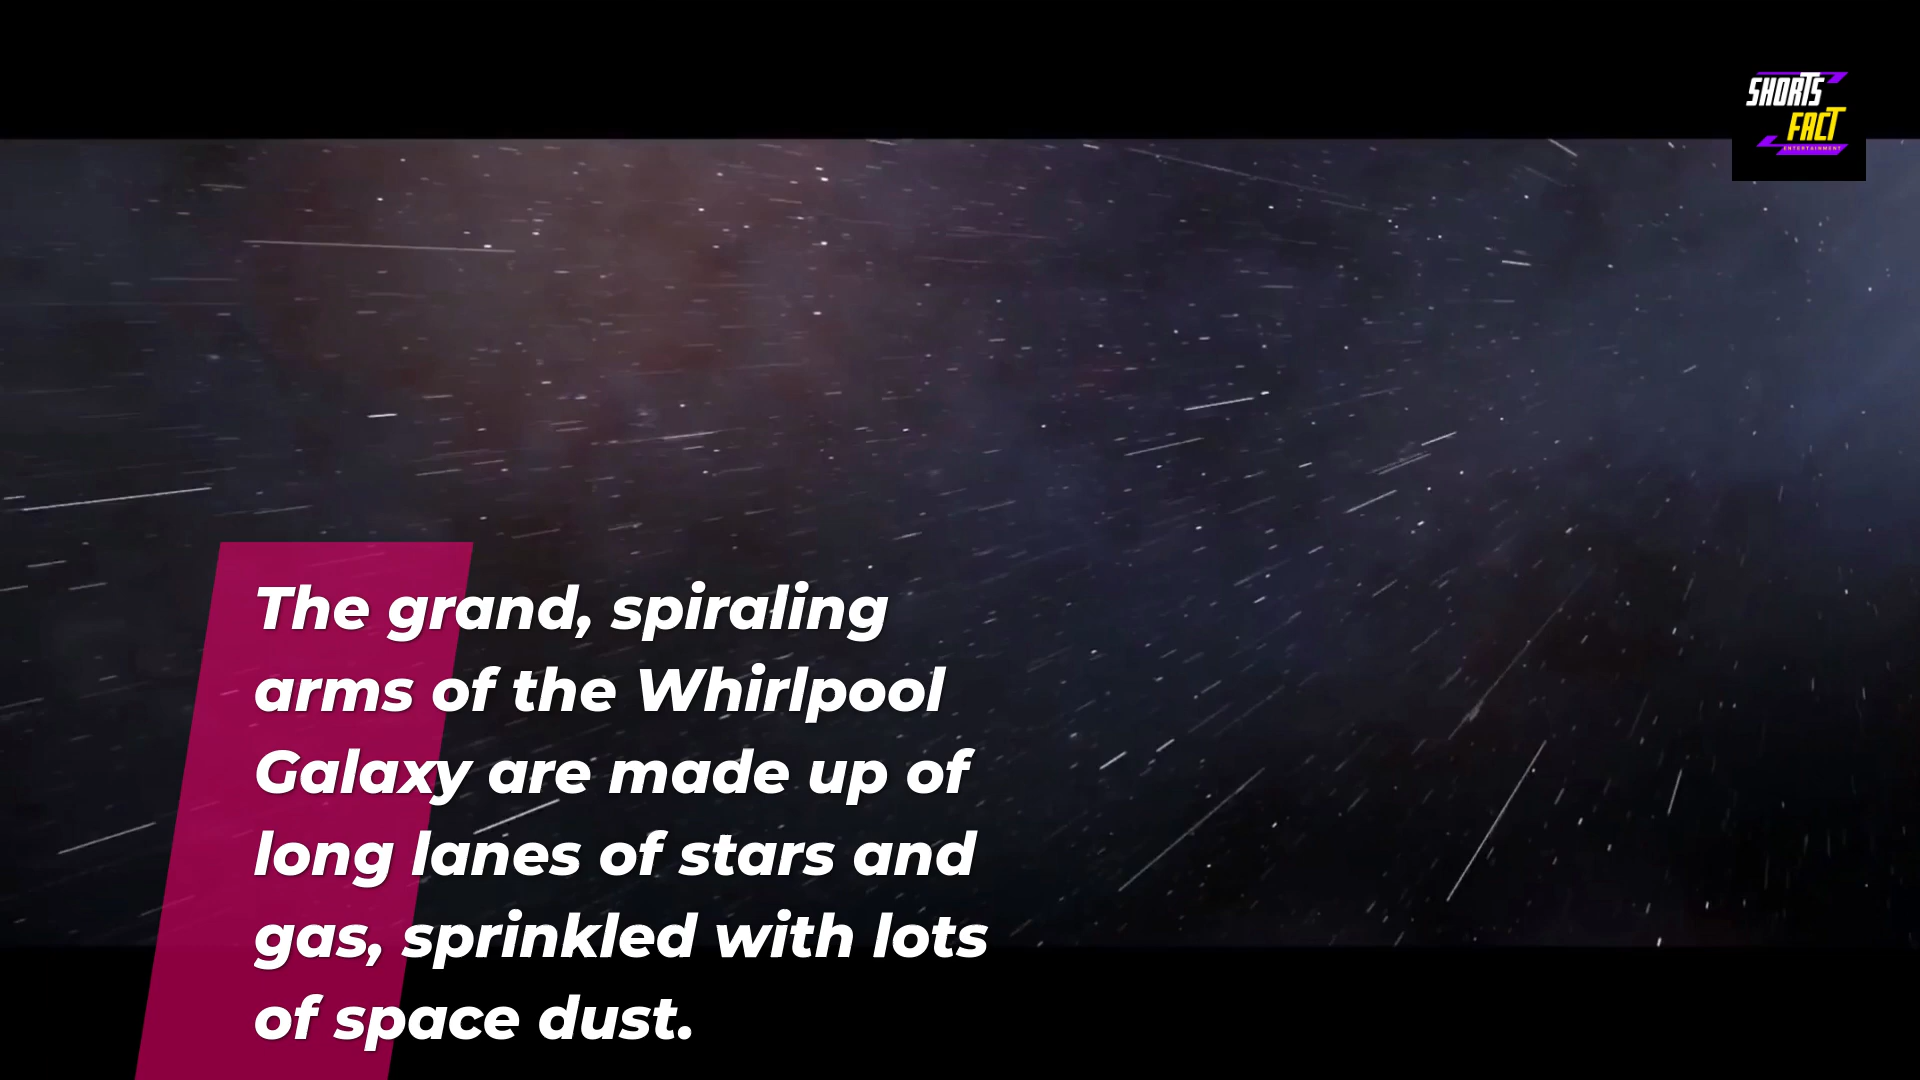 SHORTS
FACT
ENTERTAINMENT
The grand, spiraling
arms of the Whirlpool
Galaxy are made up of
long lanes of stars and
gas, sprinkled with lots
of space dust.